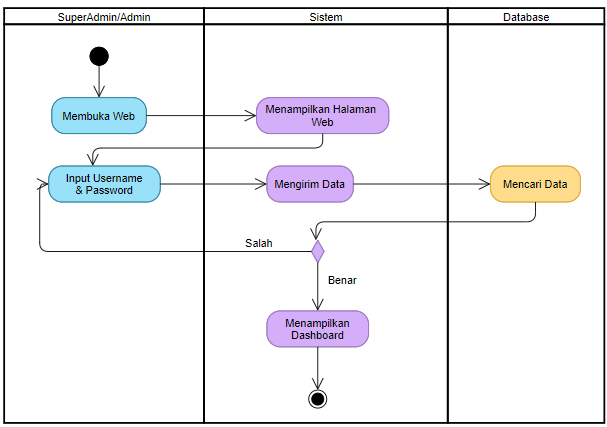 SuperAdmin/Admin
Sistem
Database
Membuka Web
Menampilkan Halaman
Web
Input Username
& Password
Mengirim Data
Mencari Data
Salah
Benar
Menampilkan
Dashboard